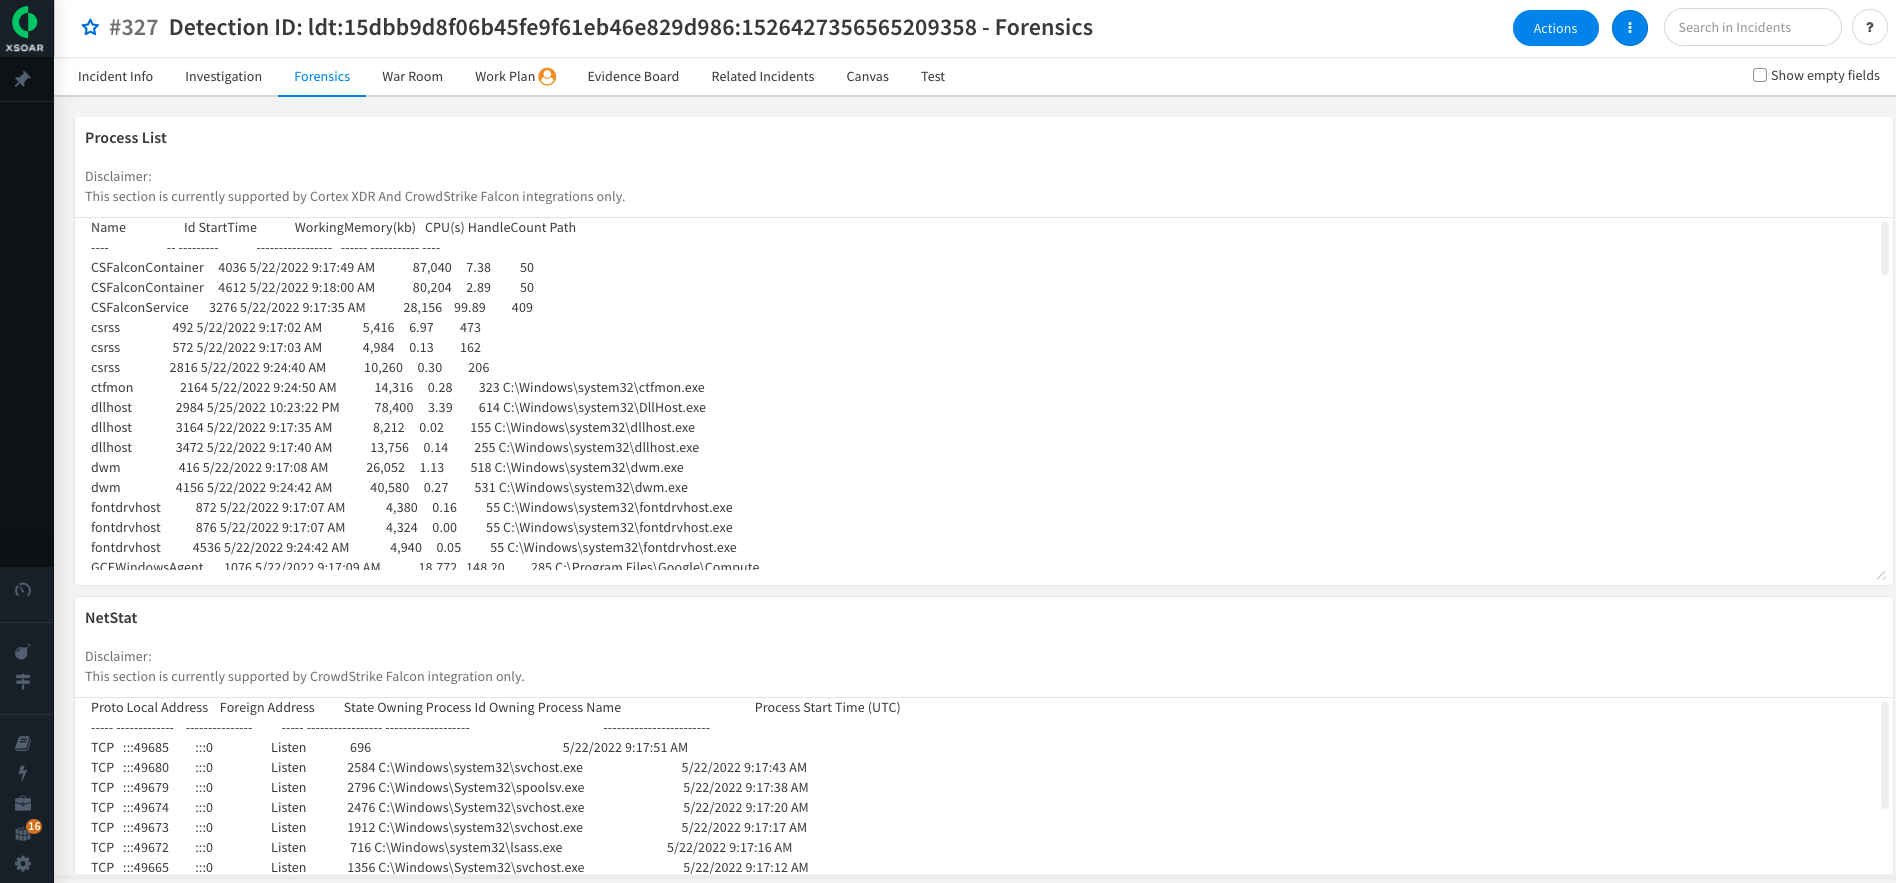 XSOAR
#327 Detection ID: ldt:15dbb9d8f06b45fe9f61eb46e829d986:1526427356565209358 - Forensics
Actions
Search in Incidents
?
Incident Info Investigation Forensics War Room Work Plan Evidence Board Related Incidents Canvas Test
Show empty fields
Process List
Disclaimer:
This section is currently supported by Cortex XDR And CrowdStrike Falcon integrations only.
Name Id StartTime WorkingMemory(kb) CPU(s) HandleCount Path
---- -- --------- ----------------- ------ ----------- ----
CSFalconContainer 4036 5/22/2022 9:17:49 AM 87,040 7.38 50
CSFalconContainer 4612 5/22/2022 9:18:00 AM 80,204 2.89 50
CSFalconService 3276 5/22/2022 9:17:35 AM 28,156 99.89 409
csrss 492 5/22/2022 9:17:02 AM 5,416 6.97 473
csrss 572 5/22/2022 9:17:03 AM 4,984 0.13 162
csrss 2816 5/22/2022 9:24:40 AM 10,260 0.30 206
ctfmon 2164 5/22/2022 9:24:50 AM 14,316 0.28 323 C:\Windows\system32\ctfmon.exe
dllhost 2984 5/25/2022 10:23:22 PM 78,400 3.39 614 C:\Windows\system32\DllHost.exe
dllhost 3164 5/22/2022 9:17:35 AM 8,212 0.02 155 C:\Windows\system32\dllhost.exe
dllhost 3472 5/22/2022 9:17:40 AM 13,756 0.14 255 C:\Windows\system32\dllhost.exe
dwm 416 5/22/2022 9:17:08 AM 26,052 1.13 518 C:\Windows\system32\dwm.exe
dwm 4156 5/22/2022 9:24:42 AM 40,580 0.27 531 C:\Windows\system32\dwm.exe
fontdrvhost 872 5/22/2022 9:17:07 AM 4,380 0.16 55 C:\Windows\system32\fontdrvhost.exe
fontdrvhost 876 5/22/2022 9:17:07 AM 4,324 0.00 55 C:\Windows\system32\fontdrvhost.exe
fontdrvhost 4536 5/22/2022 9:24:42 AM 4,940 0.05 55 C:\Windows\system32\fontdrvhost.exe
GCEWindowsAgent 1076 5/22/2022 9:17:09 AM 18,772 148.20 285 C:\Program Files\Google\Compute
NetStat
Disclaimer:
This section is currently supported by CrowdStrike Falcon integration only.
Proto Local Address Foreign Address State Owning Process Id Owning Process Name Process Start Time (UTC)
----- ------------- --------------- ----- ----------------- ------------------- ------------------------
TCP :::49685 :::0 Listen 696 5/22/2022 9:17:51 AM
TCP :::49680 :::0 Listen 2584 C:\Windows\system32\svchost.exe 5/22/2022 9:17:43 AM
TCP :::49679 :::0 Listen 2796 C:\Windows\System32\spoolsv.exe 5/22/2022 9:17:38 AM
TCP :::49674 :::0 Listen 2476 C:\Windows\System32\svchost.exe 5/22/2022 9:17:20 AM
TCP :::49673 :::0 Listen 1912 C:\Windows\system32\svchost.exe 5/22/2022 9:17:17 AM
TCP :::49672 :::0 Listen 716 C:\Windows\system32\lsass.exe 5/22/2022 9:17:16 AM
TCP :::49665 :::0 Listen 1356 C:\Windows\System32\svchost.exe 5/22/2022 9:17:12 AM
16